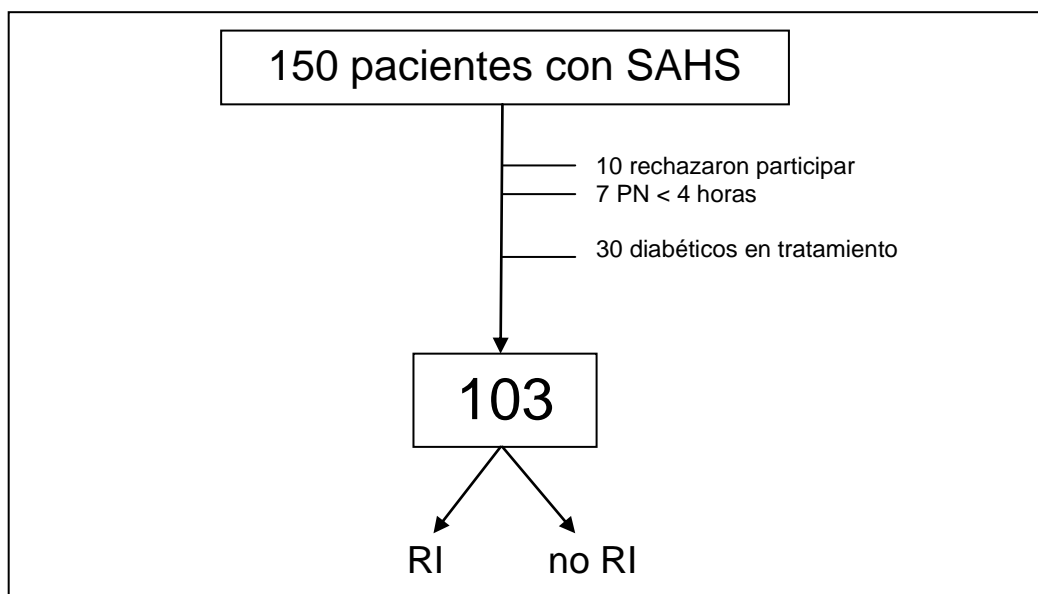 150 pacientes con SAHS
10 rechazaron participar
7 PN < 4 horas
30 diabéticos en tratamiento
103
RI
no RI